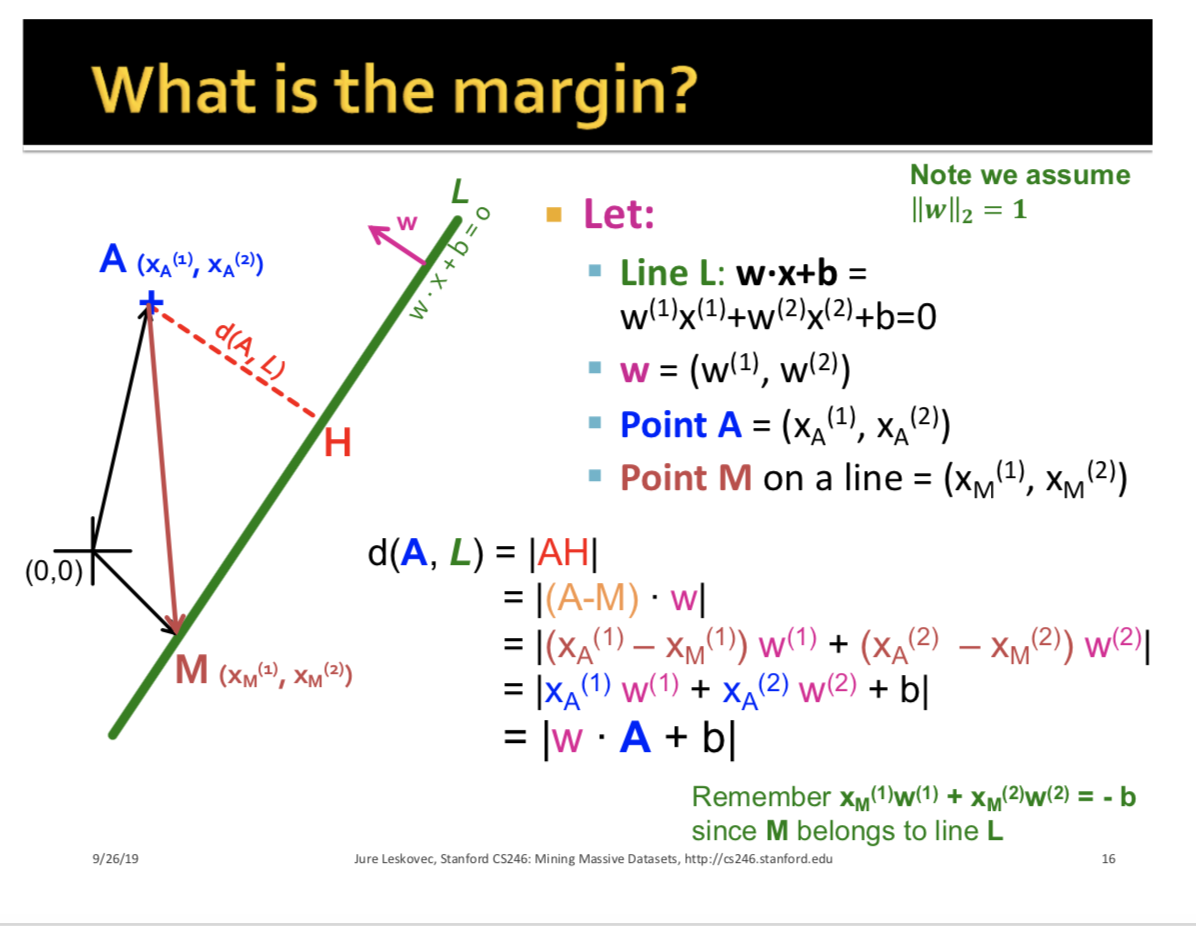 What is the margin?
Note we assume
‖w‖₂ = 1
L
w
w · x + b = 0
A (x_A⁽¹⁾, x_A⁽²⁾)
+
d(A, L)
H
(0,0)
M (x_M⁽¹⁾, x_M⁽²⁾)
Let:
Line L: w·x+b =
w⁽¹⁾x⁽¹⁾+w⁽²⁾x⁽²⁾+b=0
w = (w⁽¹⁾, w⁽²⁾)
Point A = (x_A⁽¹⁾, x_A⁽²⁾)
Point M on a line = (x_M⁽¹⁾, x_M⁽²⁾)
d(A, L) = |AH|
= |(A-M) · w|
= |(x_A⁽¹⁾ – x_M⁽¹⁾) w⁽¹⁾ + (x_A⁽²⁾ – x_M⁽²⁾) w⁽²⁾|
= |x_A⁽¹⁾ w⁽¹⁾ + x_A⁽²⁾ w⁽²⁾ + b|
= |w · A + b|
Remember x_M⁽¹⁾w⁽¹⁾ + x_M⁽²⁾w⁽²⁾ = - b
since M belongs to line L
9/26/19
Jure Leskovec, Stanford CS246: Mining Massive Datasets, http://cs246.stanford.edu
16